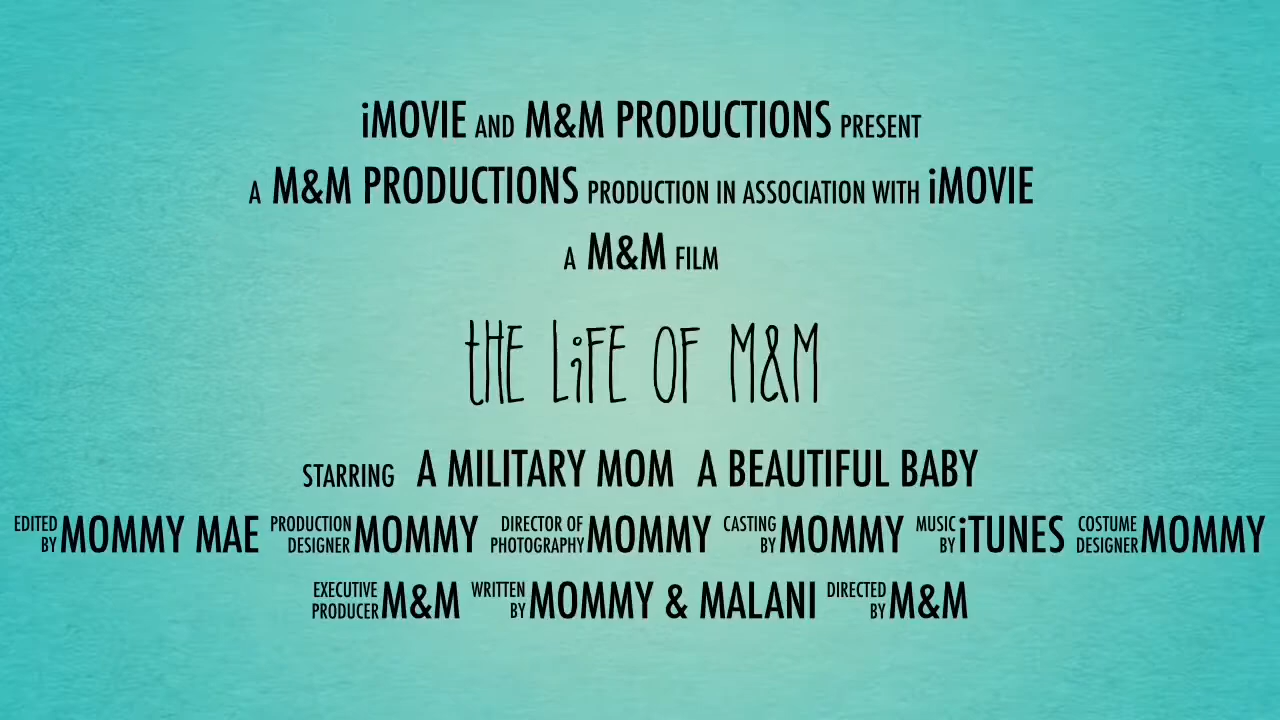 iMOVIE AND M&M PRODUCTIONS PRESENT
A M&M PRODUCTIONS PRODUCTION IN ASSOCIATION WITH iMOVIE
A M&M FILM
tHE LiFE OF M&M
STARRING A MILITARY MOM A BEAUTIFUL BABY
EDITED BY MOMMY MAE PRODUCTION DESIGNER MOMMY DIRECTOR OF PHOTOGRAPHY MOMMY CASTING BY MOMMY MUSIC BY iTUNES COSTUME DESIGNER MOMMY
EXECUTIVE PRODUCER M&M WRITTEN BY MOMMY & MALANI DIRECTED BY M&M